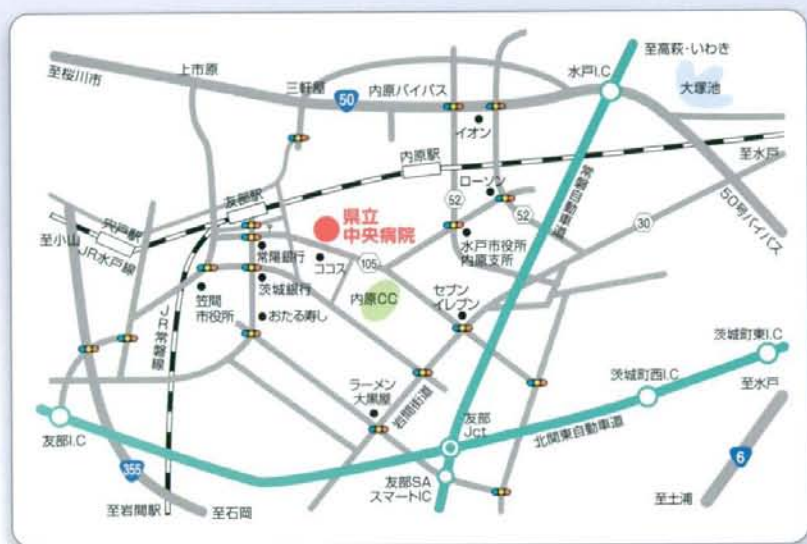 至高萩・いわき
至桜川市
上市原
三軒屋
内原バイパス
水戸I.C
大塚池
50
イオン
内原駅
至水戸
友部駅
ローソン
常磐自動車道
50号バイパス
宍戸駅
県立
中央病院
52
52
30
至小山
JR水戸線
水戸市役所
内原支所
常陽銀行
ココス
105
笠間
市役所
茨城銀行
内原CC
セブン
イレブン
JR常磐線
おたる寿し
茨城町東I.C
ラーメン
大黒屋
岩間街道
茨城町西I.C
至水戸
友部I.C
友部
Jct
北関東自動車道
355
6
友部SA
スマートIC
至岩間駅
至石岡
至土浦